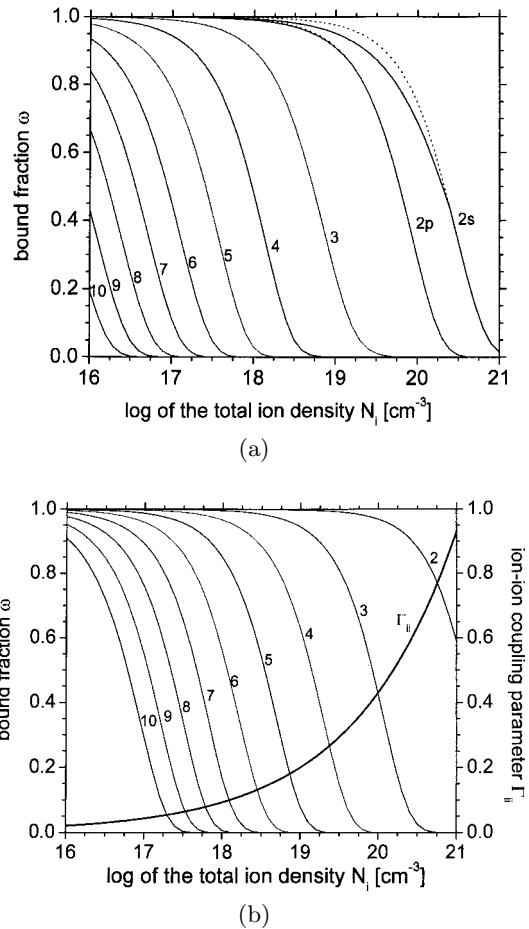 1.0
0.8
0.6
0.4
0.2
0.0
bound fraction ω
10
9
8
7
6
5
4
3
2p
2s
16 17 18 19 20 21
log of the total ion density N_i [cm⁻³]
(a)
1.0
0.8
0.6
0.4
0.2
0.0
bound fraction ω
10
9
8
7
6
5
4
3
2
Γ_ii
1.0
0.8
0.6
0.4
0.2
0.0
ion-ion coupling parameter Γ_ii
16 17 18 19 20 21
log of the total ion density N_i [cm⁻³]
(b)